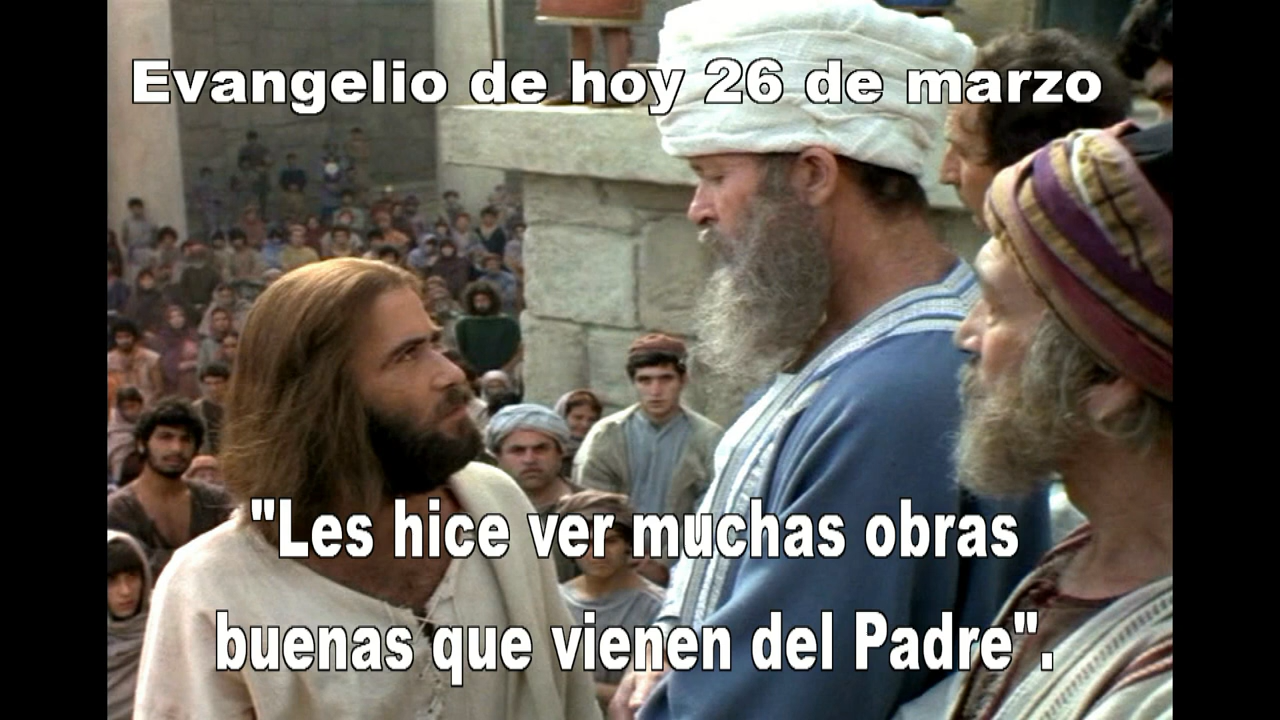 Evangelio de hoy 26 de marzo
"Les hice ver muchas obras
buenas que vienen del Padre".